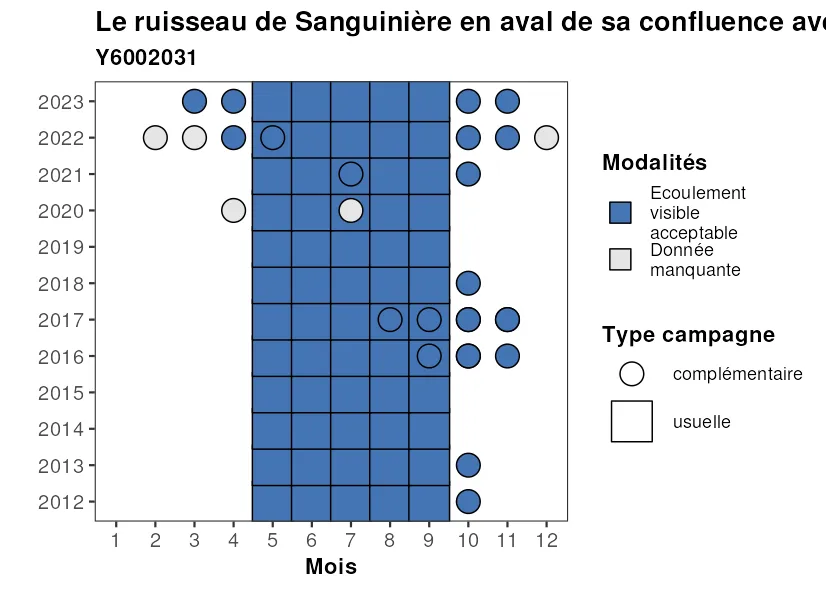 Le ruisseau de Sanguinière en aval de sa confluence
Y6002031
2023
2022
2021
2020
2019
2018
2017
2016
2015
2014
2013
2012
1 2 3 4 5 6 7 8 9 10 11 12
Mois
Modalités
Ecoulement
visible
acceptable
Donnée
manquante
Type campagne
complémentaire
usuelle